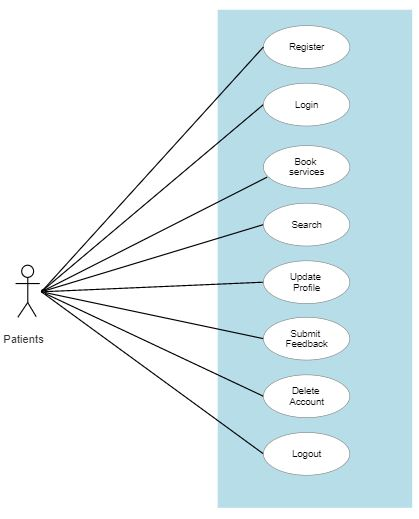 Register
Login
Book
services
Search
Update
Profile
Submit
Feedback
Delete
Account
Logout
Patients